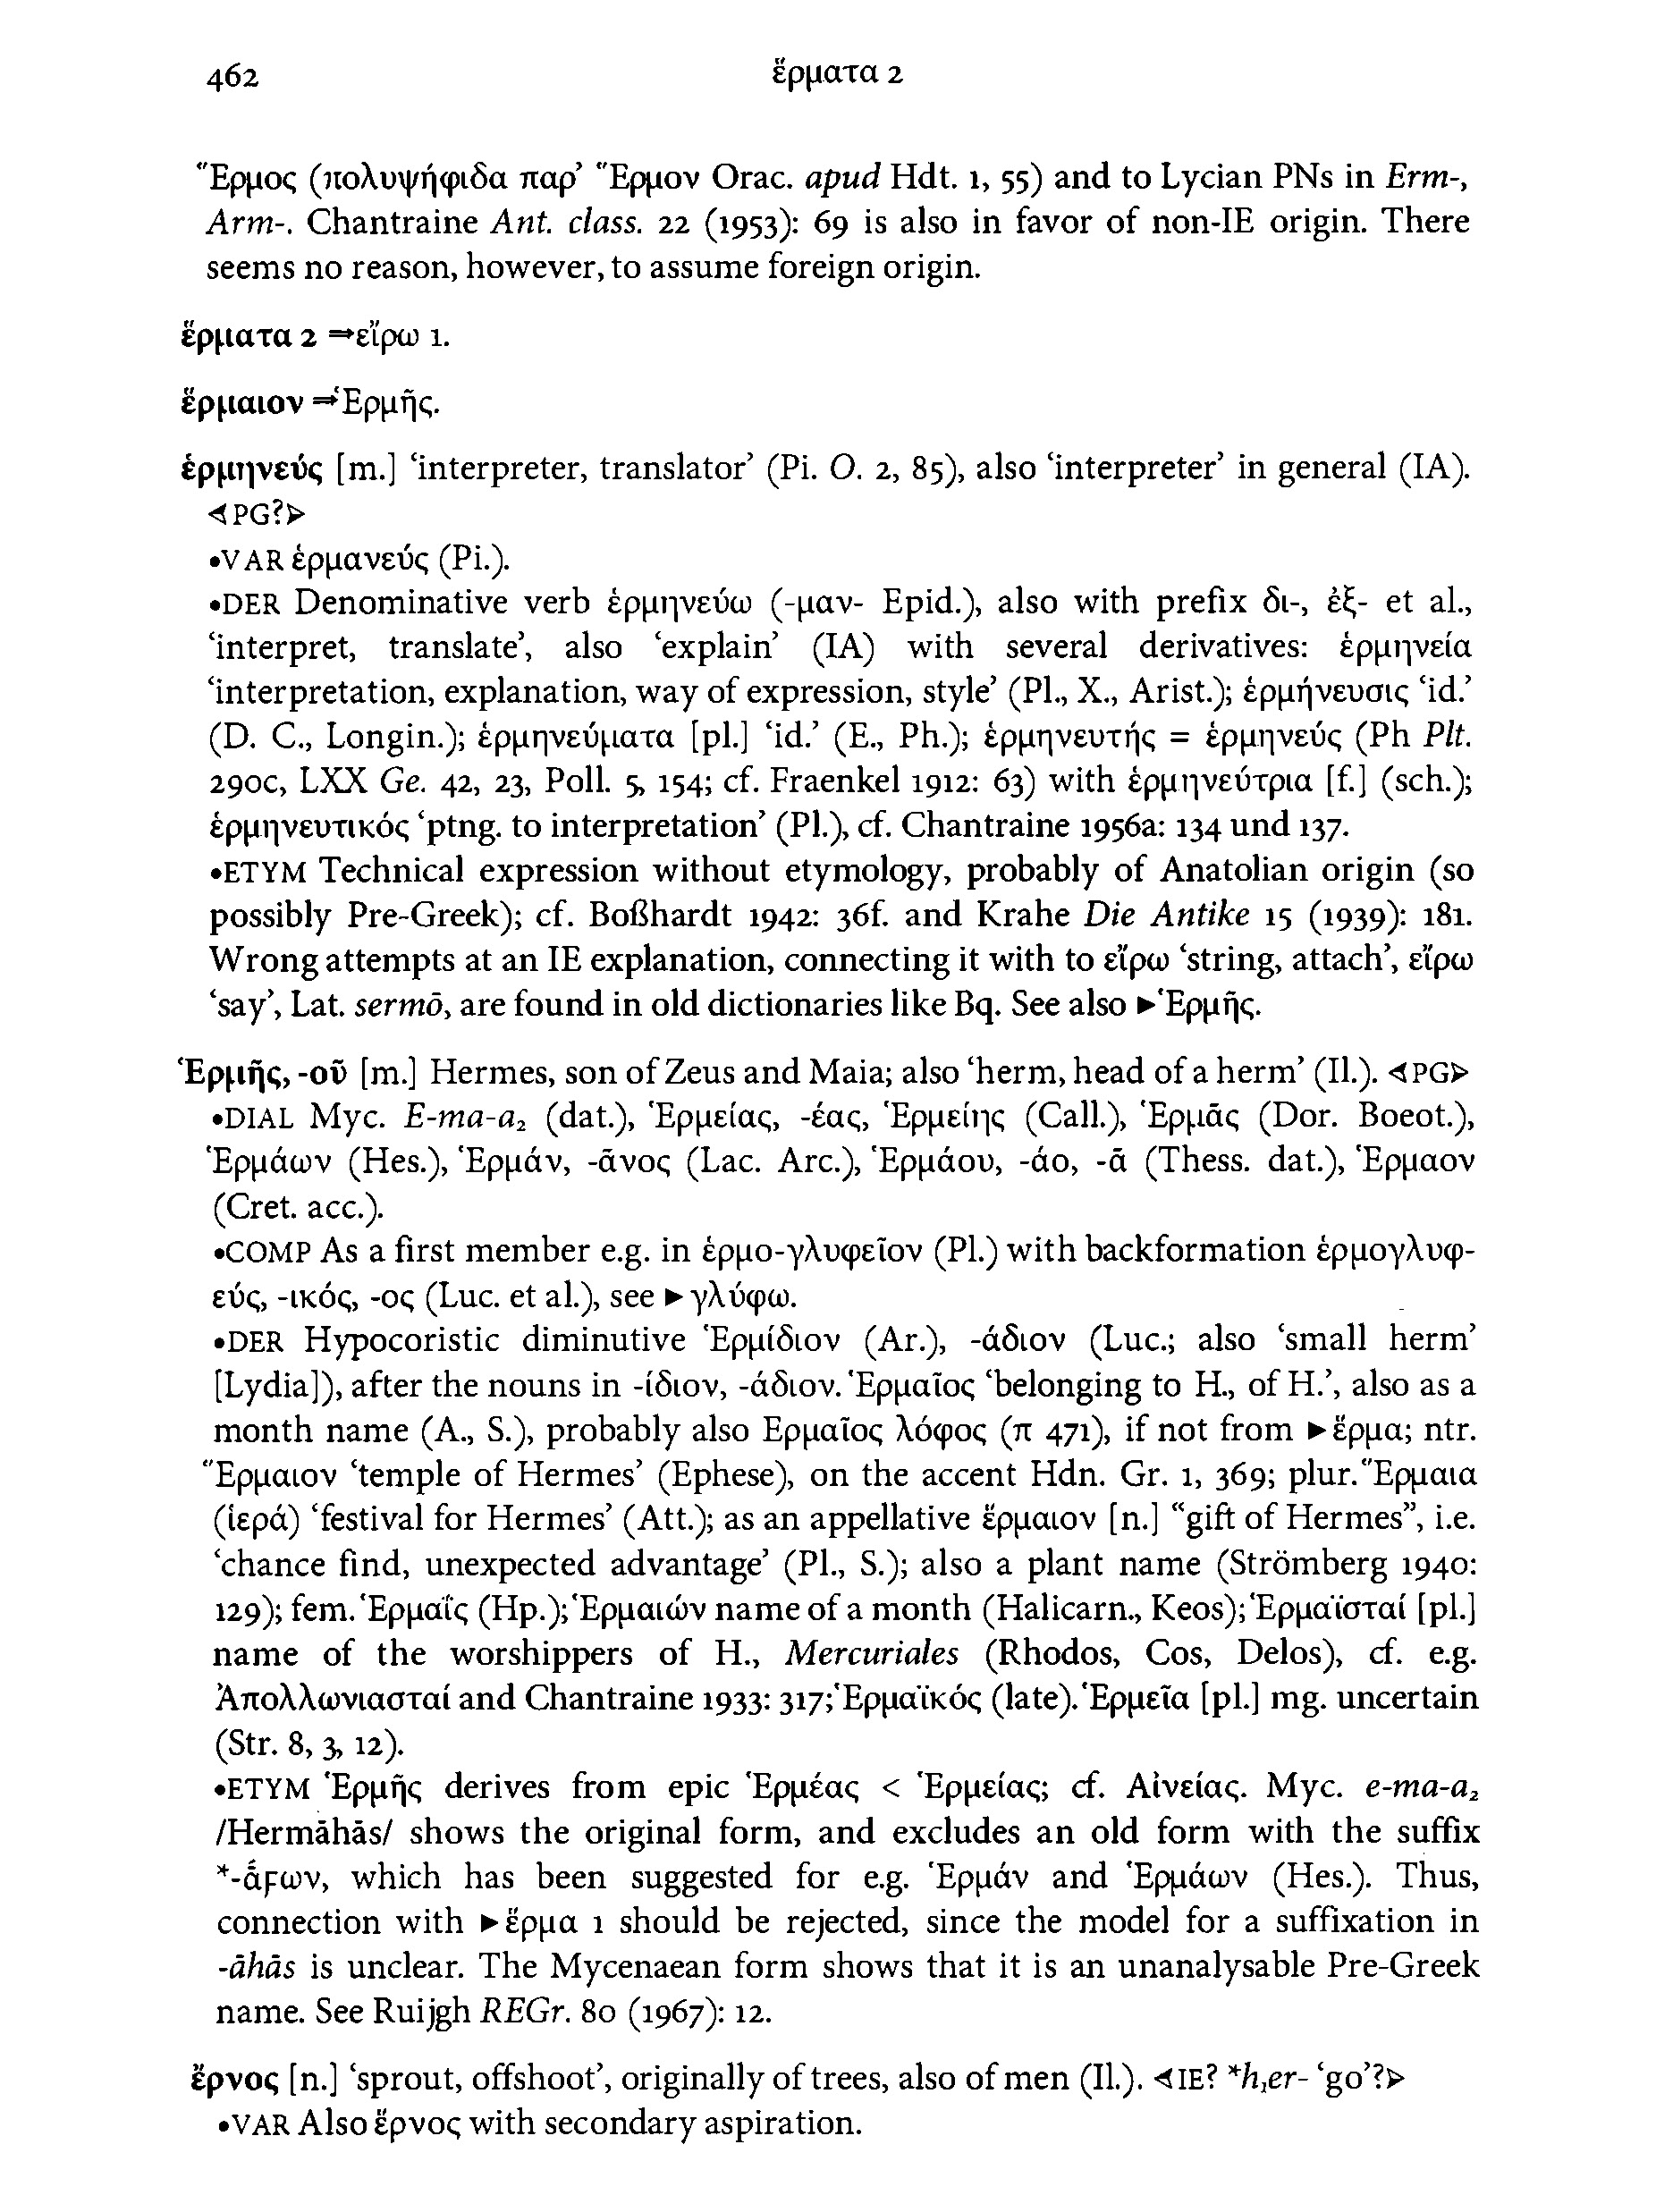 462 ἕρματα 2
Ἕρμος (πολυψήφιδα παρ’ Ἕρμον Orac. apud Hdt. 1, 55) and to Lycian PNs in Erm-,
Arm-. Chantraine Ant. class. 22 (1953): 69 is also in favor of non-IE origin. There
seems no reason, however, to assume foreign origin.
ἕρματα 2 ⇒εἴρω 1.
ἕρμαιον ⇒Ἑρμῆς.
ἑρμηνεύς [m.] ‘interpreter, translator’ (Pi. O. 2, 85), also ‘interpreter’ in general (IA).
⊲PG?⊳
•VAR ἑρμανεύς (Pi.).
•DER Denominative verb ἑρμηνεύω (-μαν- Epid.), also with prefix δι-, ἐξ- et al.,
‘interpret, translate’, also ‘explain’ (IA) with several derivatives: ἑρμηνεία
‘interpretation, explanation, way of expression, style’ (Pl., X., Arist.); ἑρμήνευσις ‘id.’
(D. C., Longin.); ἑρμηνεύματα [pl.] ‘id.’ (E., Ph.); ἑρμηνευτής = ἑρμηνεύς (Ph Plt.
290c, LXX Ge. 42, 23, Poll. 5, 154; cf. Fraenkel 1912: 63) with ἑρμηνεύτρια [f.] (sch.);
ἑρμηνευτικός ‘ptng. to interpretation’ (Pl.), cf. Chantraine 1956a: 134 und 137.
•ETYM Technical expression without etymology, probably of Anatolian origin (so
possibly Pre-Greek); cf. Boßhardt 1942: 36f. and Krahe Die Antike 15 (1939): 181.
Wrong attempts at an IE explanation, connecting it with to εἴρω ‘string, attach’, εἴρω
‘say’, Lat. sermō, are found in old dictionaries like Bq. See also ►Ἑρμῆς.
Ἑρμῆς, -οῦ [m.] Hermes, son of Zeus and Maia; also ‘herm, head of a herm’ (Il.). ⊲PG⊳
•DIAL Myc. E-ma-a₂ (dat.), Ἑρμείας, -έας, Ἑρμείης (Call.), Ἑρμᾶς (Dor. Boeot.),
Ἑρμάων (Hes.), Ἑρμάν, -ᾶνος (Lac. Arc.), Ἑρμάου, -άο, -ᾶ (Thess. dat.), Ἑρμαον
(Cret. acc.).
•COMP As a first member e.g. in ἑρμο-γλυφεῖον (Pl.) with backformation ἑρμογλυφ-
εύς, -ικός, -ος (Luc. et al.), see ►γλύφω.
•DER Hypocoristic diminutive Ἑρμίδιον (Ar.), -άδιον (Luc.; also ‘small herm’
[Lydia]), after the nouns in -ίδιον, -άδιον. Ἑρμαῖος ‘belonging to H., of H.’, also as a
month name (A., S.), probably also Ερμαῖος λόφος (π 471), if not from ►ἕρμα; ntr.
Ἕρμαιον ‘temple of Hermes’ (Ephese), on the accent Hdn. Gr. 1, 369; plur. Ἕρμαια
(ἱερά) ‘festival for Hermes’ (Att.); as an appellative ἕρμαιον [n.] “gift of Hermes”, i.e.
‘chance find, unexpected advantage’ (Pl., S.); also a plant name (Strömberg 1940:
129); fem. Ἑρμαΐς (Hp.); Ἑρμαιών name of a month (Halicarn., Keos); Ἑρμαϊσταί [pl.]
name of the worshippers of H., Mercuriales (Rhodos, Cos, Delos), cf. e.g.
Ἀπολλωνιασταί and Chantraine 1933: 317; Ἑρμαϊκός (late). Ἑρμεῖα [pl.] mg. uncertain
(Str. 8, 3, 12).
•ETYM Ἑρμῆς derives from epic Ἑρμέας < Ἑρμείας; cf. Αἰνείας. Myc. e-ma-a₂
/Hermāhās/ shows the original form, and excludes an old form with the suffix
*-ᾱ́ϝων, which has been suggested for e.g. Ἑρμάν and Ἑρμάων (Hes.). Thus,
connection with ►ἕρμα 1 should be rejected, since the model for a suffixation in
-āhās is unclear. The Mycenaean form shows that it is an unanalysable Pre-Greek
name. See Ruijgh REGr. 80 (1967): 12.
ἔρνος [n.] ‘sprout, offshoot’, originally of trees, also of men (Il.). ⊲IE? *h₁er- ‘go’?⊳
•VAR Also ἕρνος with secondary aspiration.